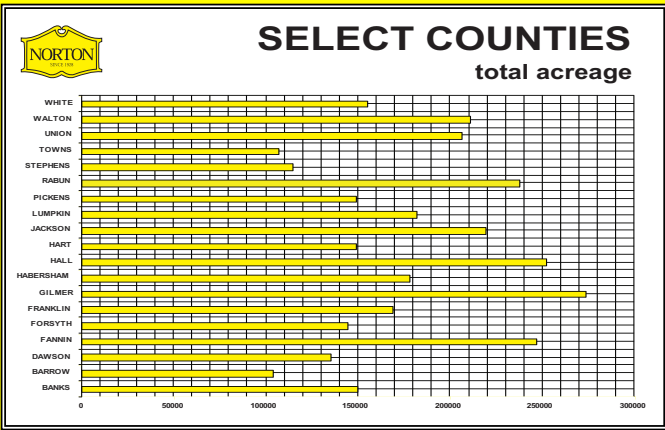 NORTON
SINCE 1928
SELECT COUNTIES
total acreage
WHITE
WALTON
UNION
TOWNS
STEPHENS
RABUN
PICKENS
LUMPKIN
JACKSON
HART
HALL
HABERSHAM
GILMER
FRANKLIN
FORSYTH
FANNIN
DAWSON
BARROW
BANKS
0 50000 100000 150000 200000 250000 300000